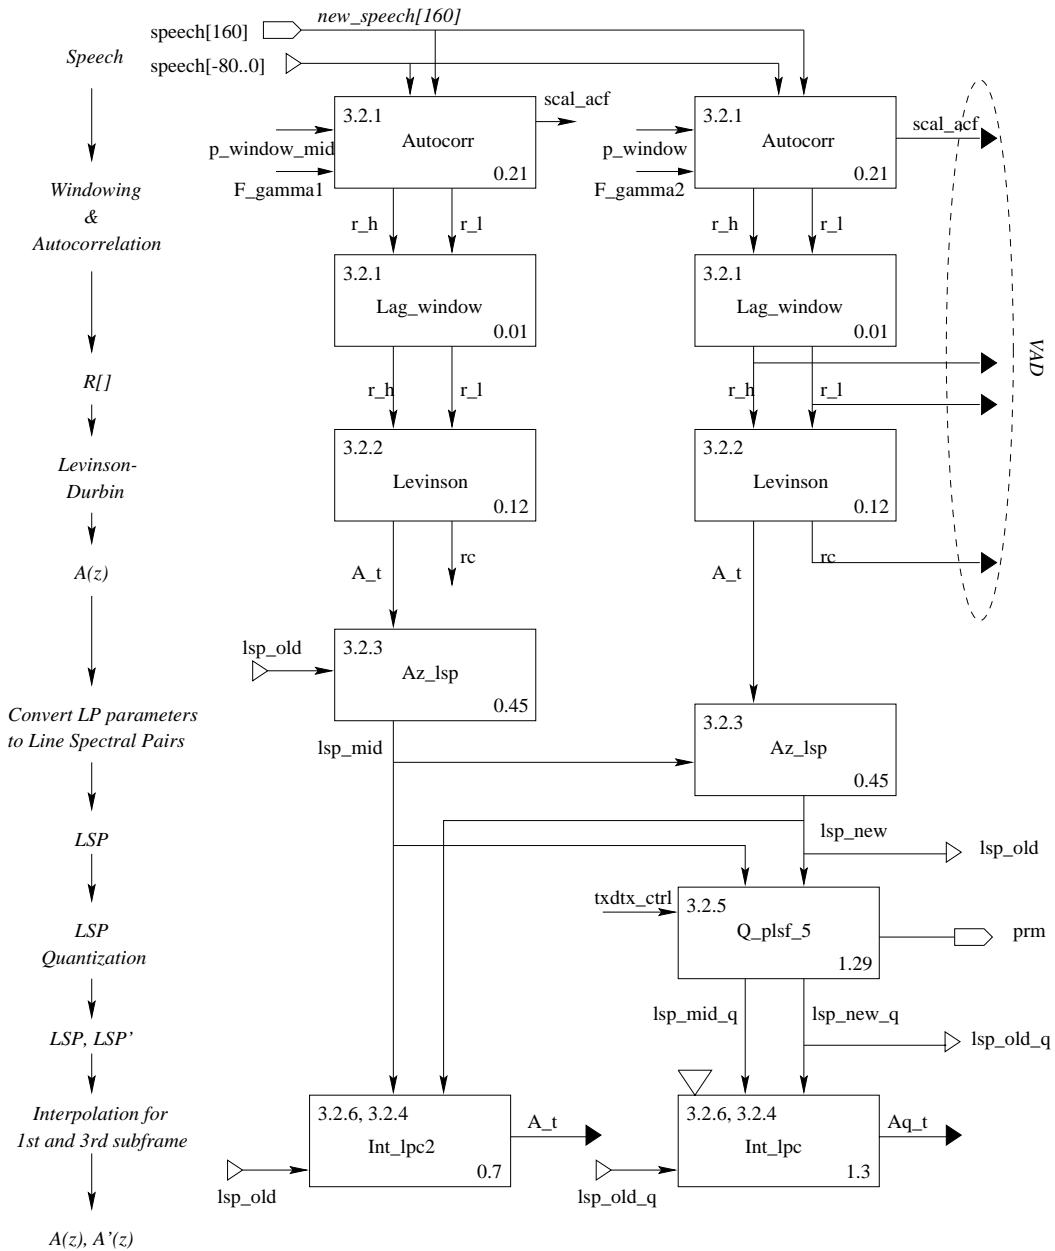 new_speech[160]
speech[160]
Speech
speech[-80..0]
3.2.1
Autocorr
0.21
scal_acf
p_window_mid
F_gamma1
3.2.1
Autocorr
0.21
scal_acf
p_window
F_gamma2
Windowing
&
Autocorrelation
r_h
r_l
r_h
r_l
3.2.1
Lag_window
0.01
3.2.1
Lag_window
0.01
VAD
R[]
r_h
r_l
r_h
r_l
Levinson-
Durbin
3.2.2
Levinson
0.12
3.2.2
Levinson
0.12
A(z)
A_t
rc
A_t
rc
lsp_old
3.2.3
Az_lsp
0.45
Convert LP parameters
to Line Spectral Pairs
lsp_mid
3.2.3
Az_lsp
0.45
LSP
lsp_new
lsp_old
LSP
Quantization
txdtx_ctrl
3.2.5
Q_plsf_5
1.29
prm
LSP, LSP'
lsp_mid_q
lsp_new_q
lsp_old_q
Interpolation for
1st and 3rd subframe
3.2.6, 3.2.4
Int_lpc2
0.7
A_t
lsp_old
3.2.6, 3.2.4
Int_lpc
1.3
Aq_t
lsp_old_q
A(z), A'(z)